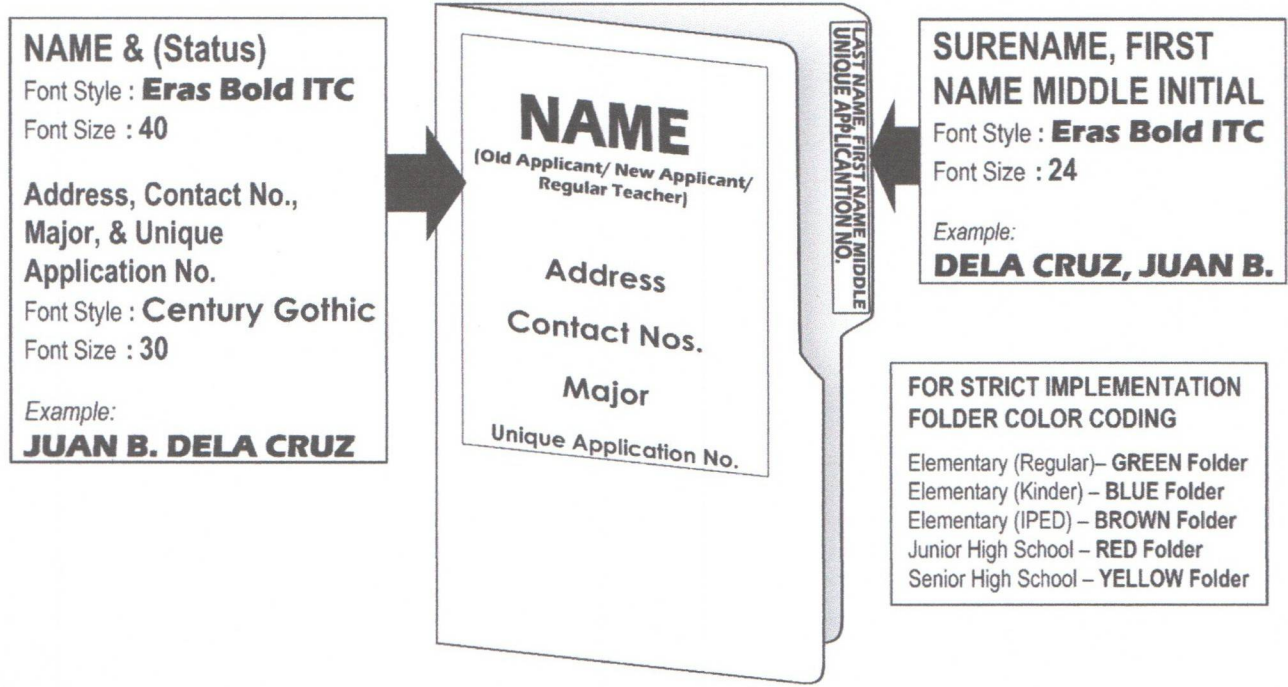 NAME & (Status)
Font Style : Eras Bold ITC
Font Size : 40
Address, Contact No.,
Major, & Unique
Application No.
Font Style : Century Gothic
Font Size : 30
Example:
JUAN B. DELA CRUZ
NAME
(Old Applicant/ New Applicant/
Regular Teacher)
Address
Contact Nos.
Major
Unique Application No.
LAST NAME, FIRST NAME MIDDLE
UNIQUE APPLICANTION NO.
SURENAME, FIRST
NAME MIDDLE INITIAL
Font Style : Eras Bold ITC
Font Size : 24
Example:
DELA CRUZ, JUAN B.
FOR STRICT IMPLEMENTATION
FOLDER COLOR CODING
Elementary (Regular)– GREEN Folder
Elementary (Kinder) – BLUE Folder
Elementary (IPED) – BROWN Folder
Junior High School – RED Folder
Senior High School – YELLOW Folder